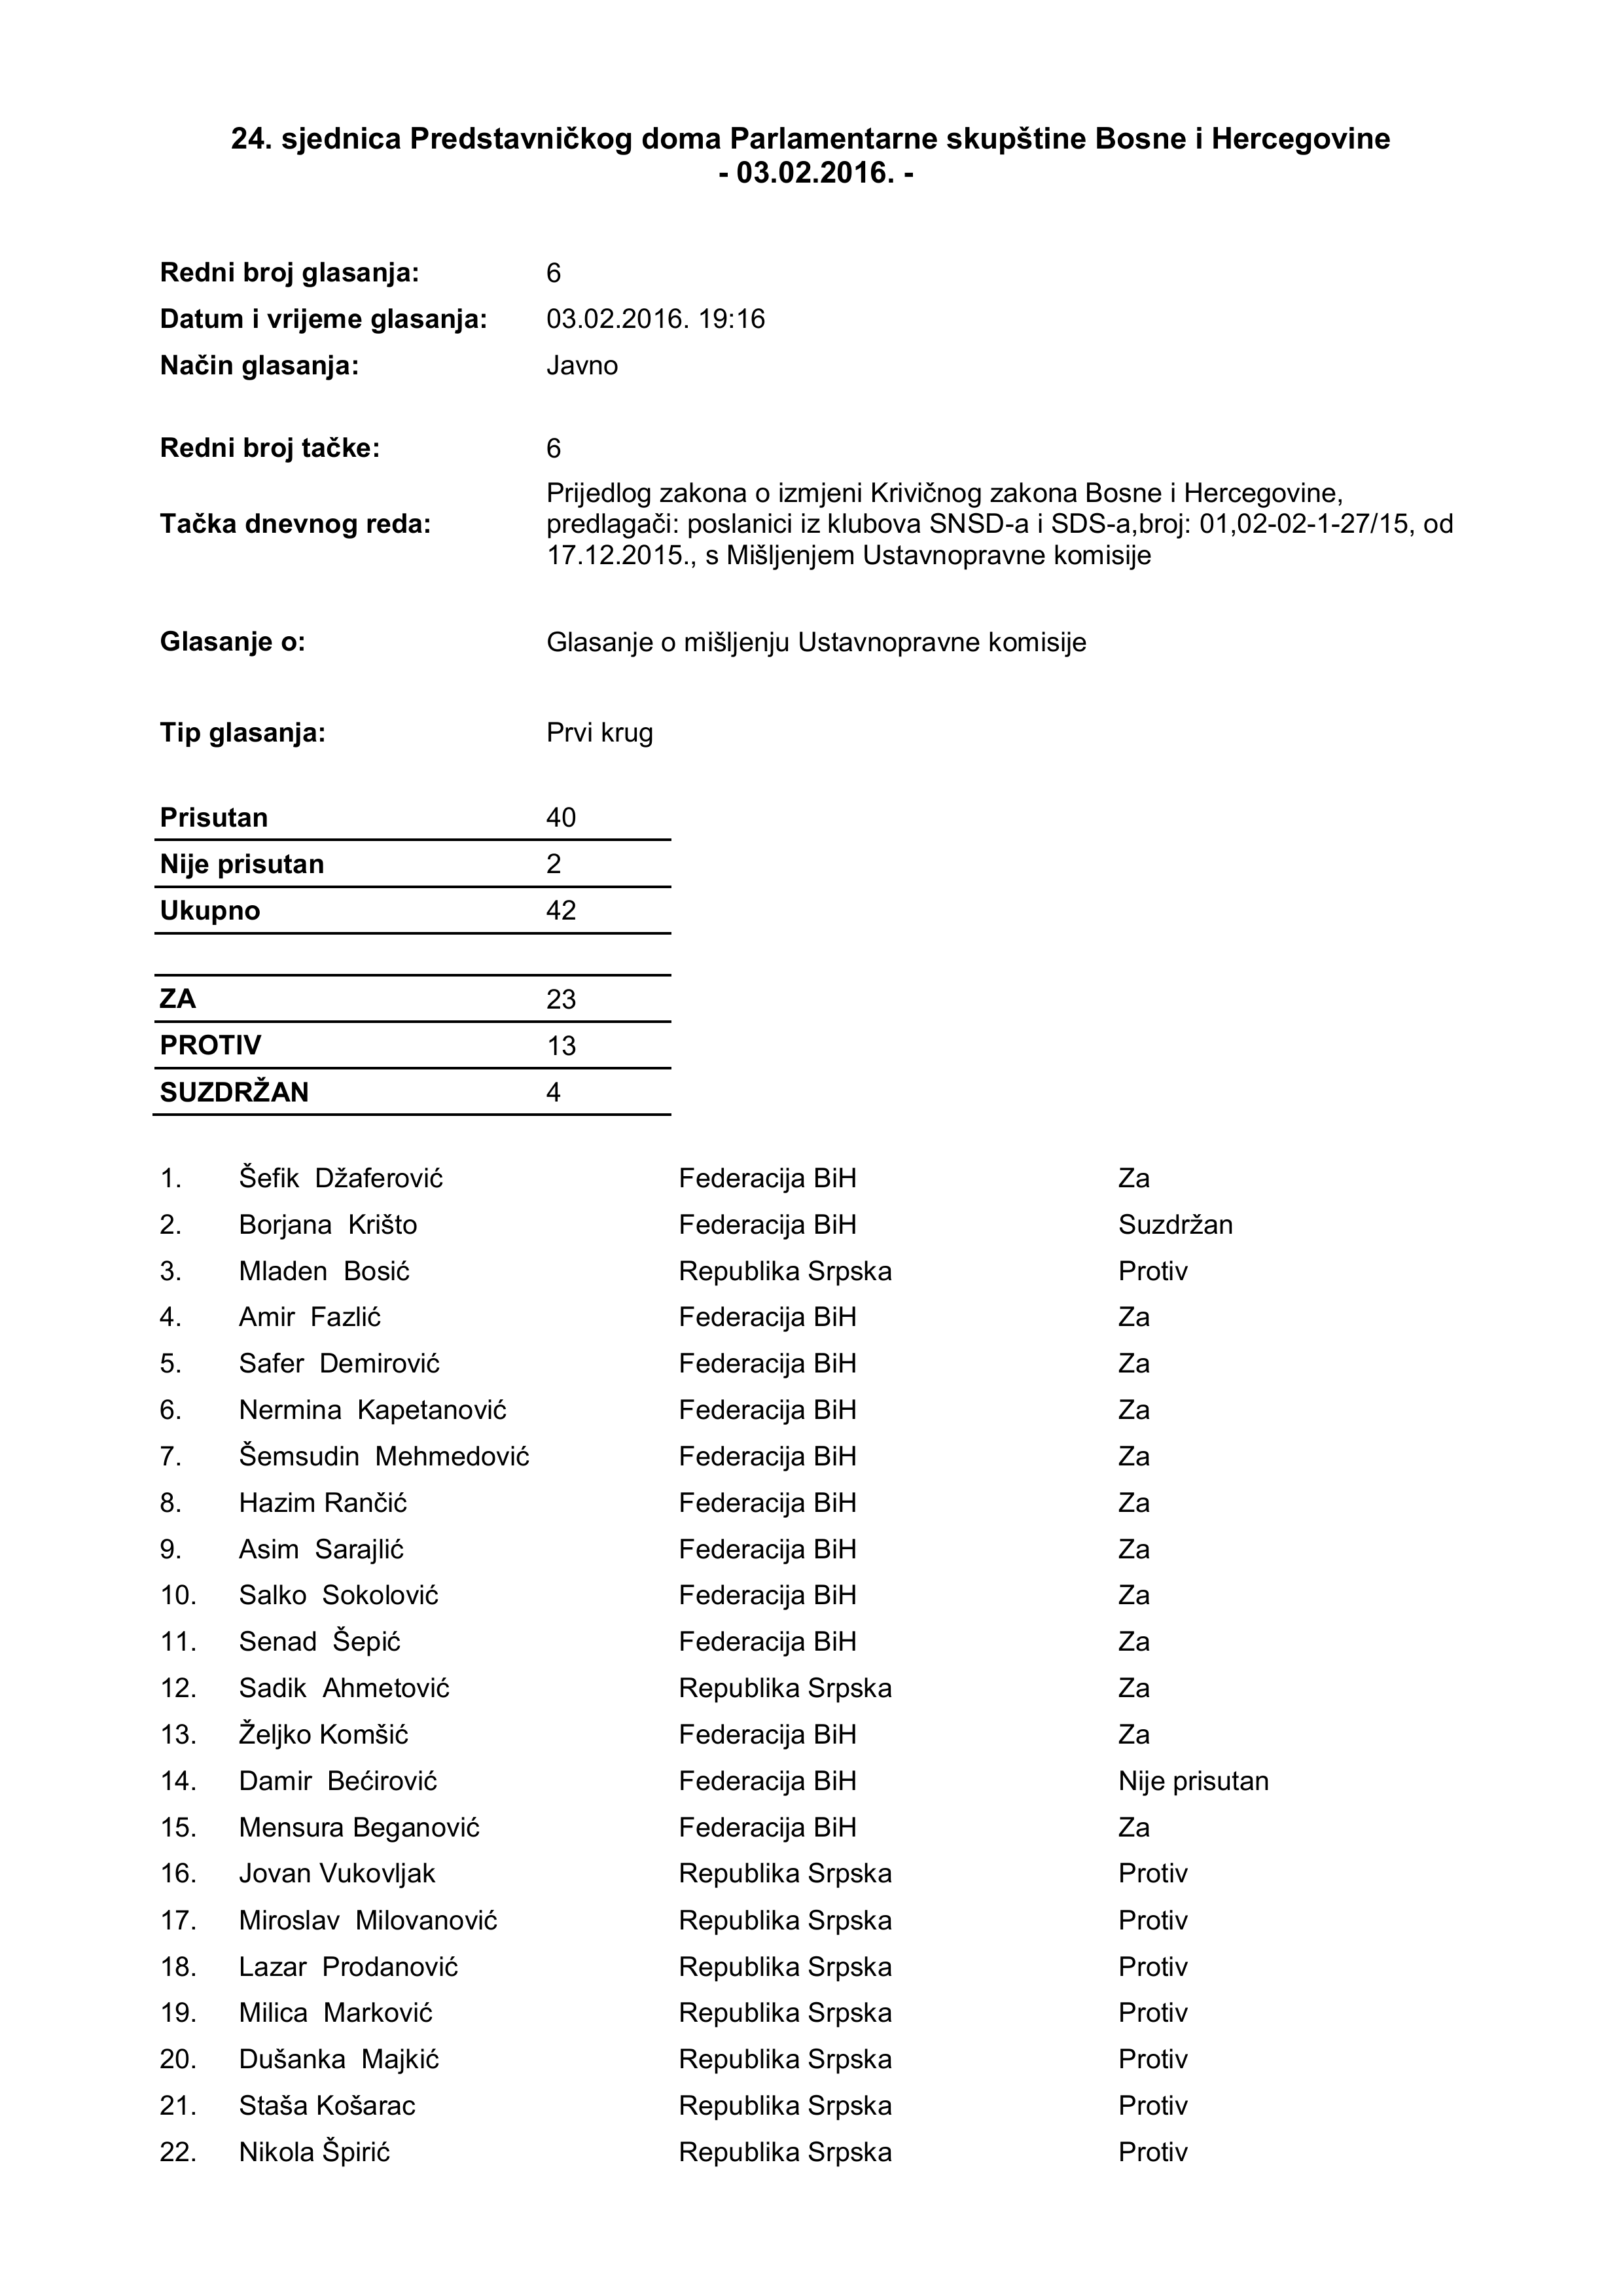 24. sjednica Predstavničkog doma Parlamentarne skupštine Bosne i Hercegovine
- 03.02.2016. -
Redni broj glasanja: 6
Datum i vrijeme glasanja: 03.02.2016. 19:16
Način glasanja: Javno
Redni broj tačke: 6
Tačka dnevnog reda: Prijedlog zakona o izmjeni Krivičnog zakona Bosne i Hercegovine,
predlagači: poslanici iz klubova SNSD-a i SDS-a,broj: 01,02-02-1-27/15, od
17.12.2015., s Mišljenjem Ustavnopravne komisije
Glasanje o: Glasanje o mišljenju Ustavnopravne komisije
Tip glasanja: Prvi krug
Prisutan 40
Nije prisutan 2
Ukupno 42
ZA 23
PROTIV 13
SUZDRŽAN 4
1. Šefik Džaferović Federacija BiH Za
2. Borjana Krišto Federacija BiH Suzdržan
3. Mladen Bosić Republika Srpska Protiv
4. Amir Fazlić Federacija BiH Za
5. Safer Demirović Federacija BiH Za
6. Nermina Kapetanović Federacija BiH Za
7. Šemsudin Mehmedović Federacija BiH Za
8. Hazim Rančić Federacija BiH Za
9. Asim Sarajlić Federacija BiH Za
10. Salko Sokolović Federacija BiH Za
11. Senad Šepić Federacija BiH Za
12. Sadik Ahmetović Republika Srpska Za
13. Željko Komšić Federacija BiH Za
14. Damir Bećirović Federacija BiH Nije prisutan
15. Mensura Beganović Federacija BiH Za
16. Jovan Vukovljak Republika Srpska Protiv
17. Miroslav Milovanović Republika Srpska Protiv
18. Lazar Prodanović Republika Srpska Protiv
19. Milica Marković Republika Srpska Protiv
20. Dušanka Majkić Republika Srpska Protiv
21. Staša Košarac Republika Srpska Protiv
22. Nikola Špirić Republika Srpska Protiv